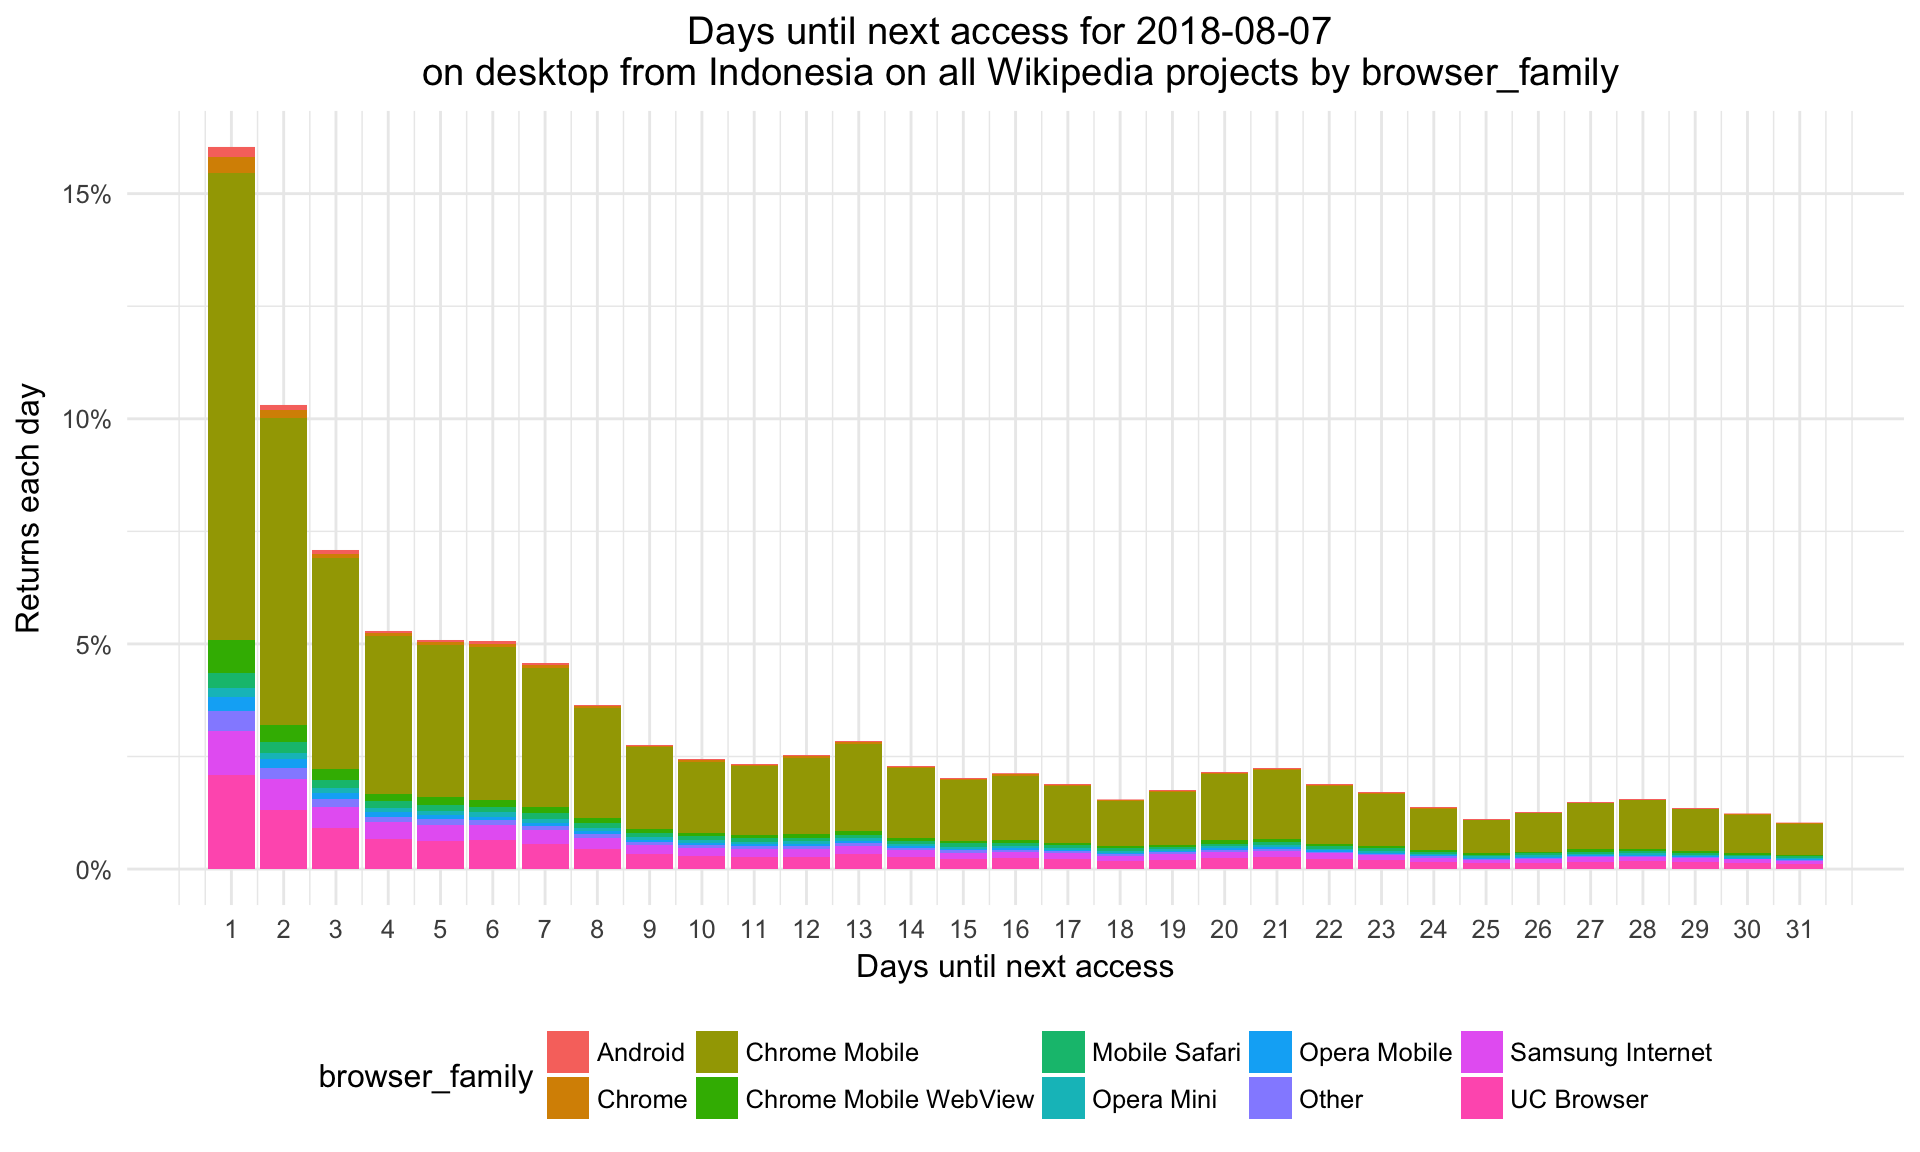 Days until next access for 2018-08-07
on desktop from Indonesia on all Wikipedia projects by browser_family
Returns each day
15%
10%
5%
0%
1 2 3 4 5 6 7 8 9 10 11 12 13 14 15 16 17 18 19 20 21 22 23 24 25 26 27 28 29 30 31
Days until next access
browser_family
Android Chrome Mobile Mobile Safari Opera Mobile Samsung Internet
Chrome Chrome Mobile WebView Opera Mini Other UC Browser